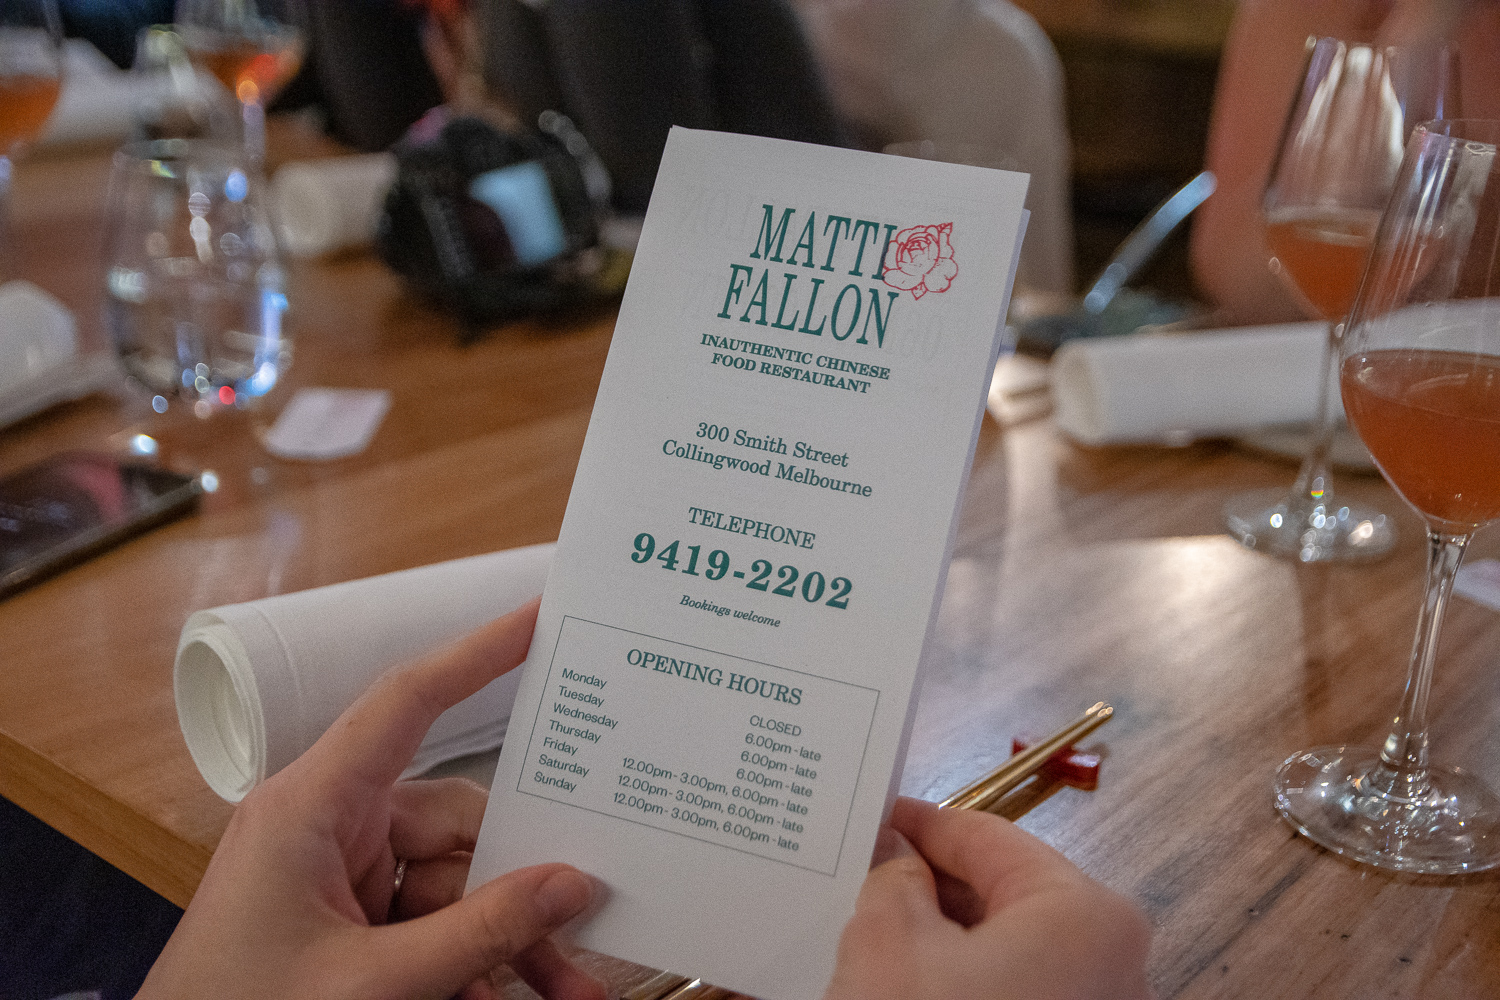 MATTI
FALLON
INAUTHENTIC CHINESE
FOOD RESTAURANT
300 Smith Street
Collingwood Melbourne
TELEPHONE
9419-2202
Bookings welcome
OPENING HOURS
Monday CLOSED
Tuesday 6.00pm - late
Wednesday 6.00pm - late
Thursday 6.00pm - late
Friday 12.00pm - 3.00pm, 6.00pm - late
Saturday 12.00pm - 3.00pm, 6.00pm - late
Sunday 12.00pm - 3.00pm, 6.00pm - late